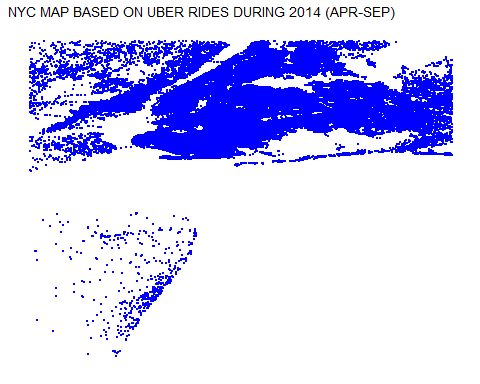 NYC MAP BASED ON UBER RIDES DURING 2014 (APR-SEP)